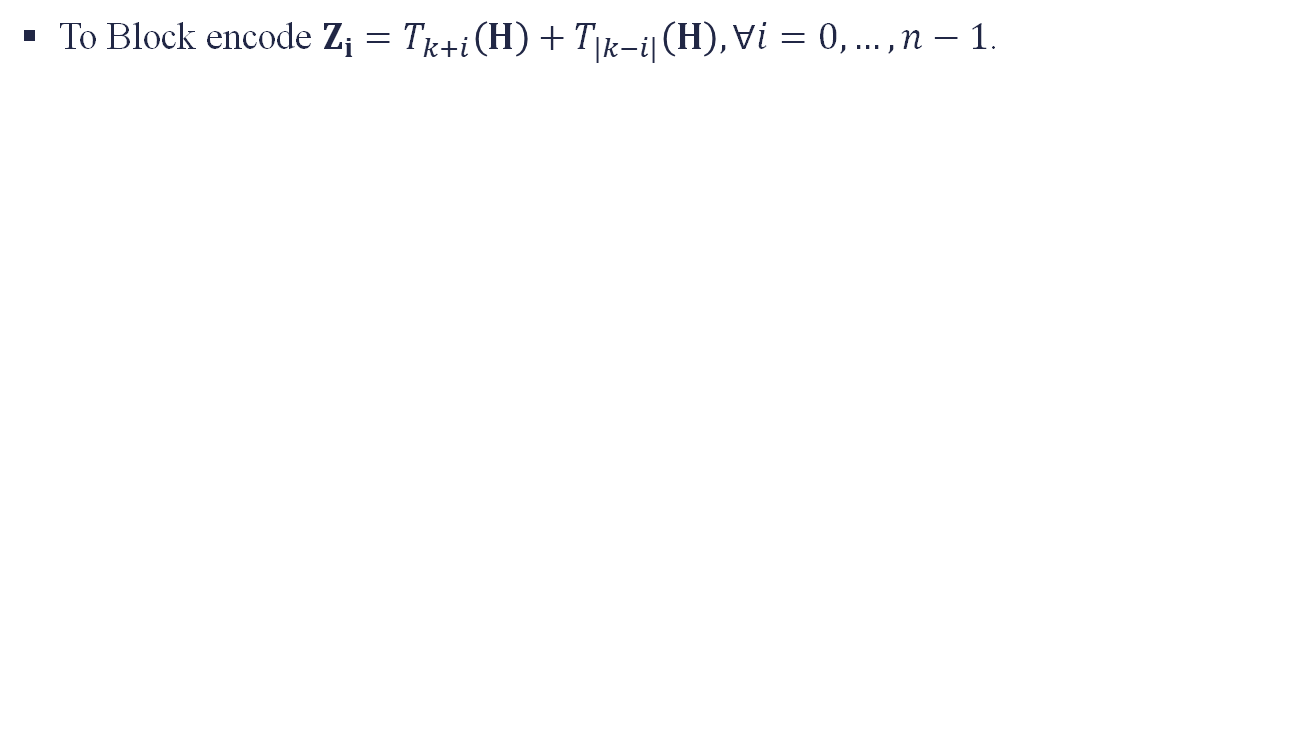 ▪ To Block encode 𝐙ᵢ = T_{k+i}(𝐇) + T_{|k−i|}(𝐇), ∀i = 0, … , n − 1.